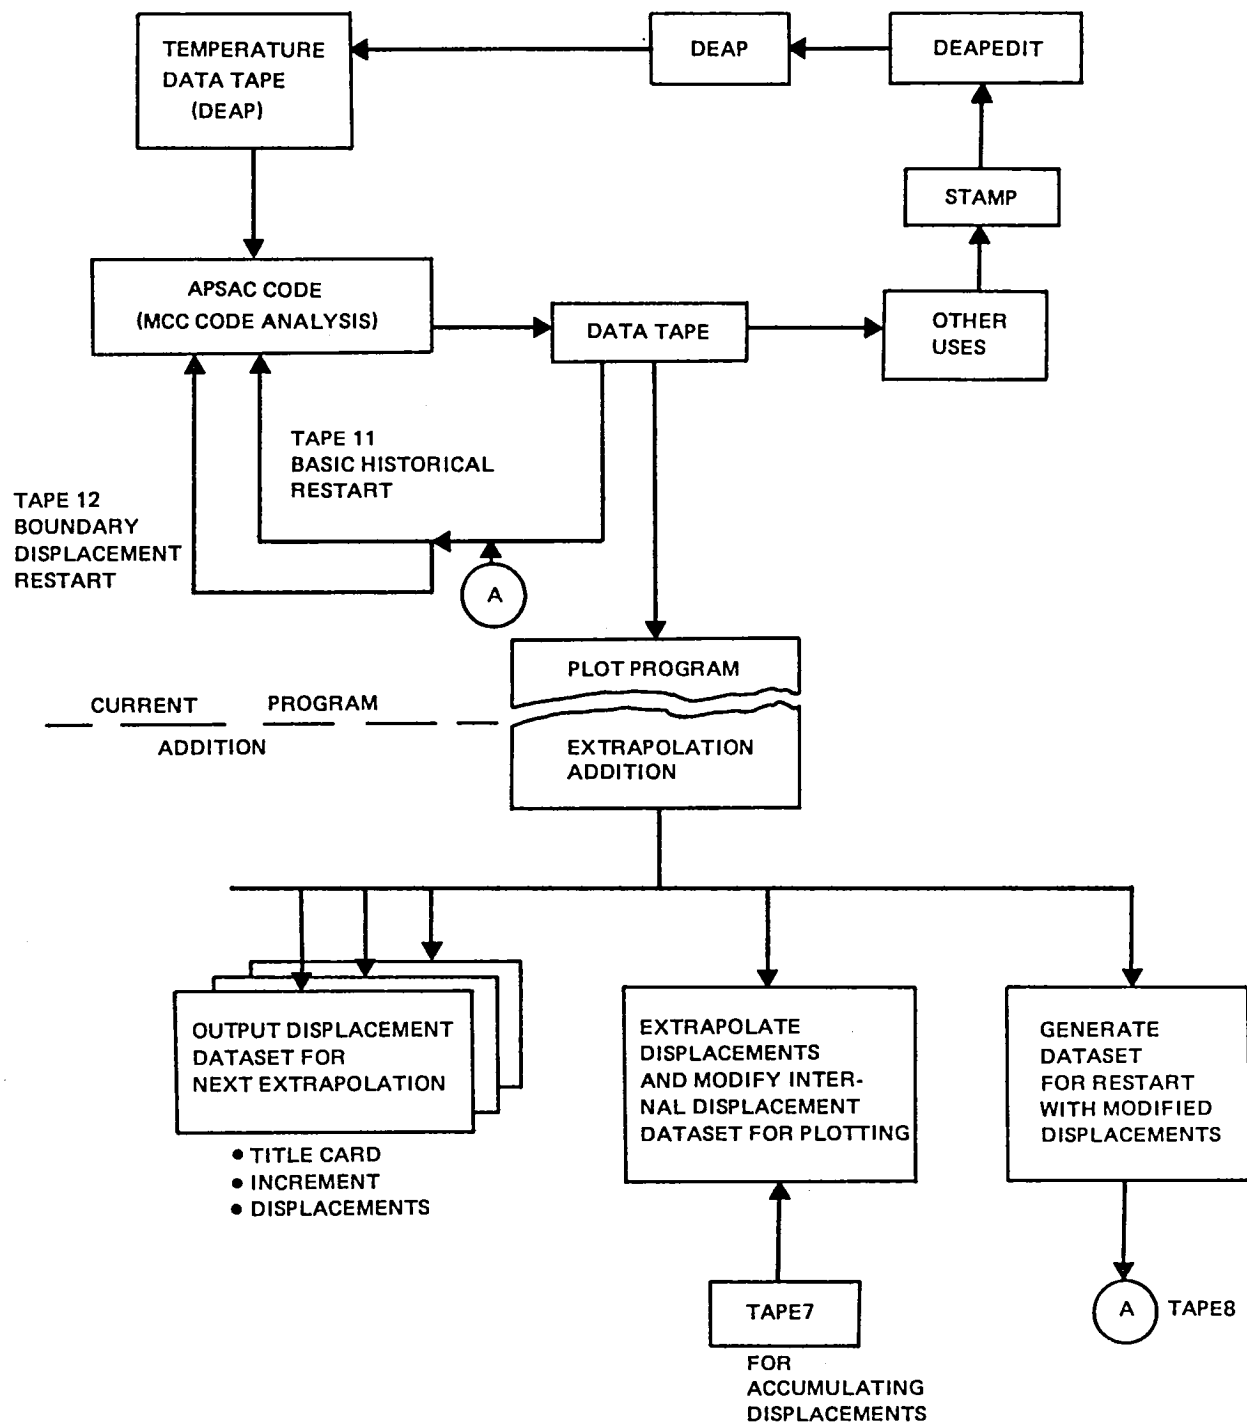 TEMPERATURE
DATA TAPE
(DEAP)
DEAP
DEAPEDIT
STAMP
APSAC CODE
(MCC CODE ANALYSIS)
DATA TAPE
OTHER
USES
TAPE 11
BASIC HISTORICAL
RESTART
TAPE 12
BOUNDARY
DISPLACEMENT
RESTART
A
PLOT PROGRAM
CURRENT PROGRAM
ADDITION
EXTRAPOLATION
ADDITION
OUTPUT DISPLACEMENT
DATASET FOR
NEXT EXTRAPOLATION
• TITLE CARD
• INCREMENT
• DISPLACEMENTS
EXTRAPOLATE
DISPLACEMENTS
AND MODIFY INTER-
NAL DISPLACEMENT
DATASET FOR PLOTTING
GENERATE
DATASET
FOR RESTART
WITH MODIFIED
DISPLACEMENTS
TAPE7
FOR
ACCUMULATING
DISPLACEMENTS
A TAPE8